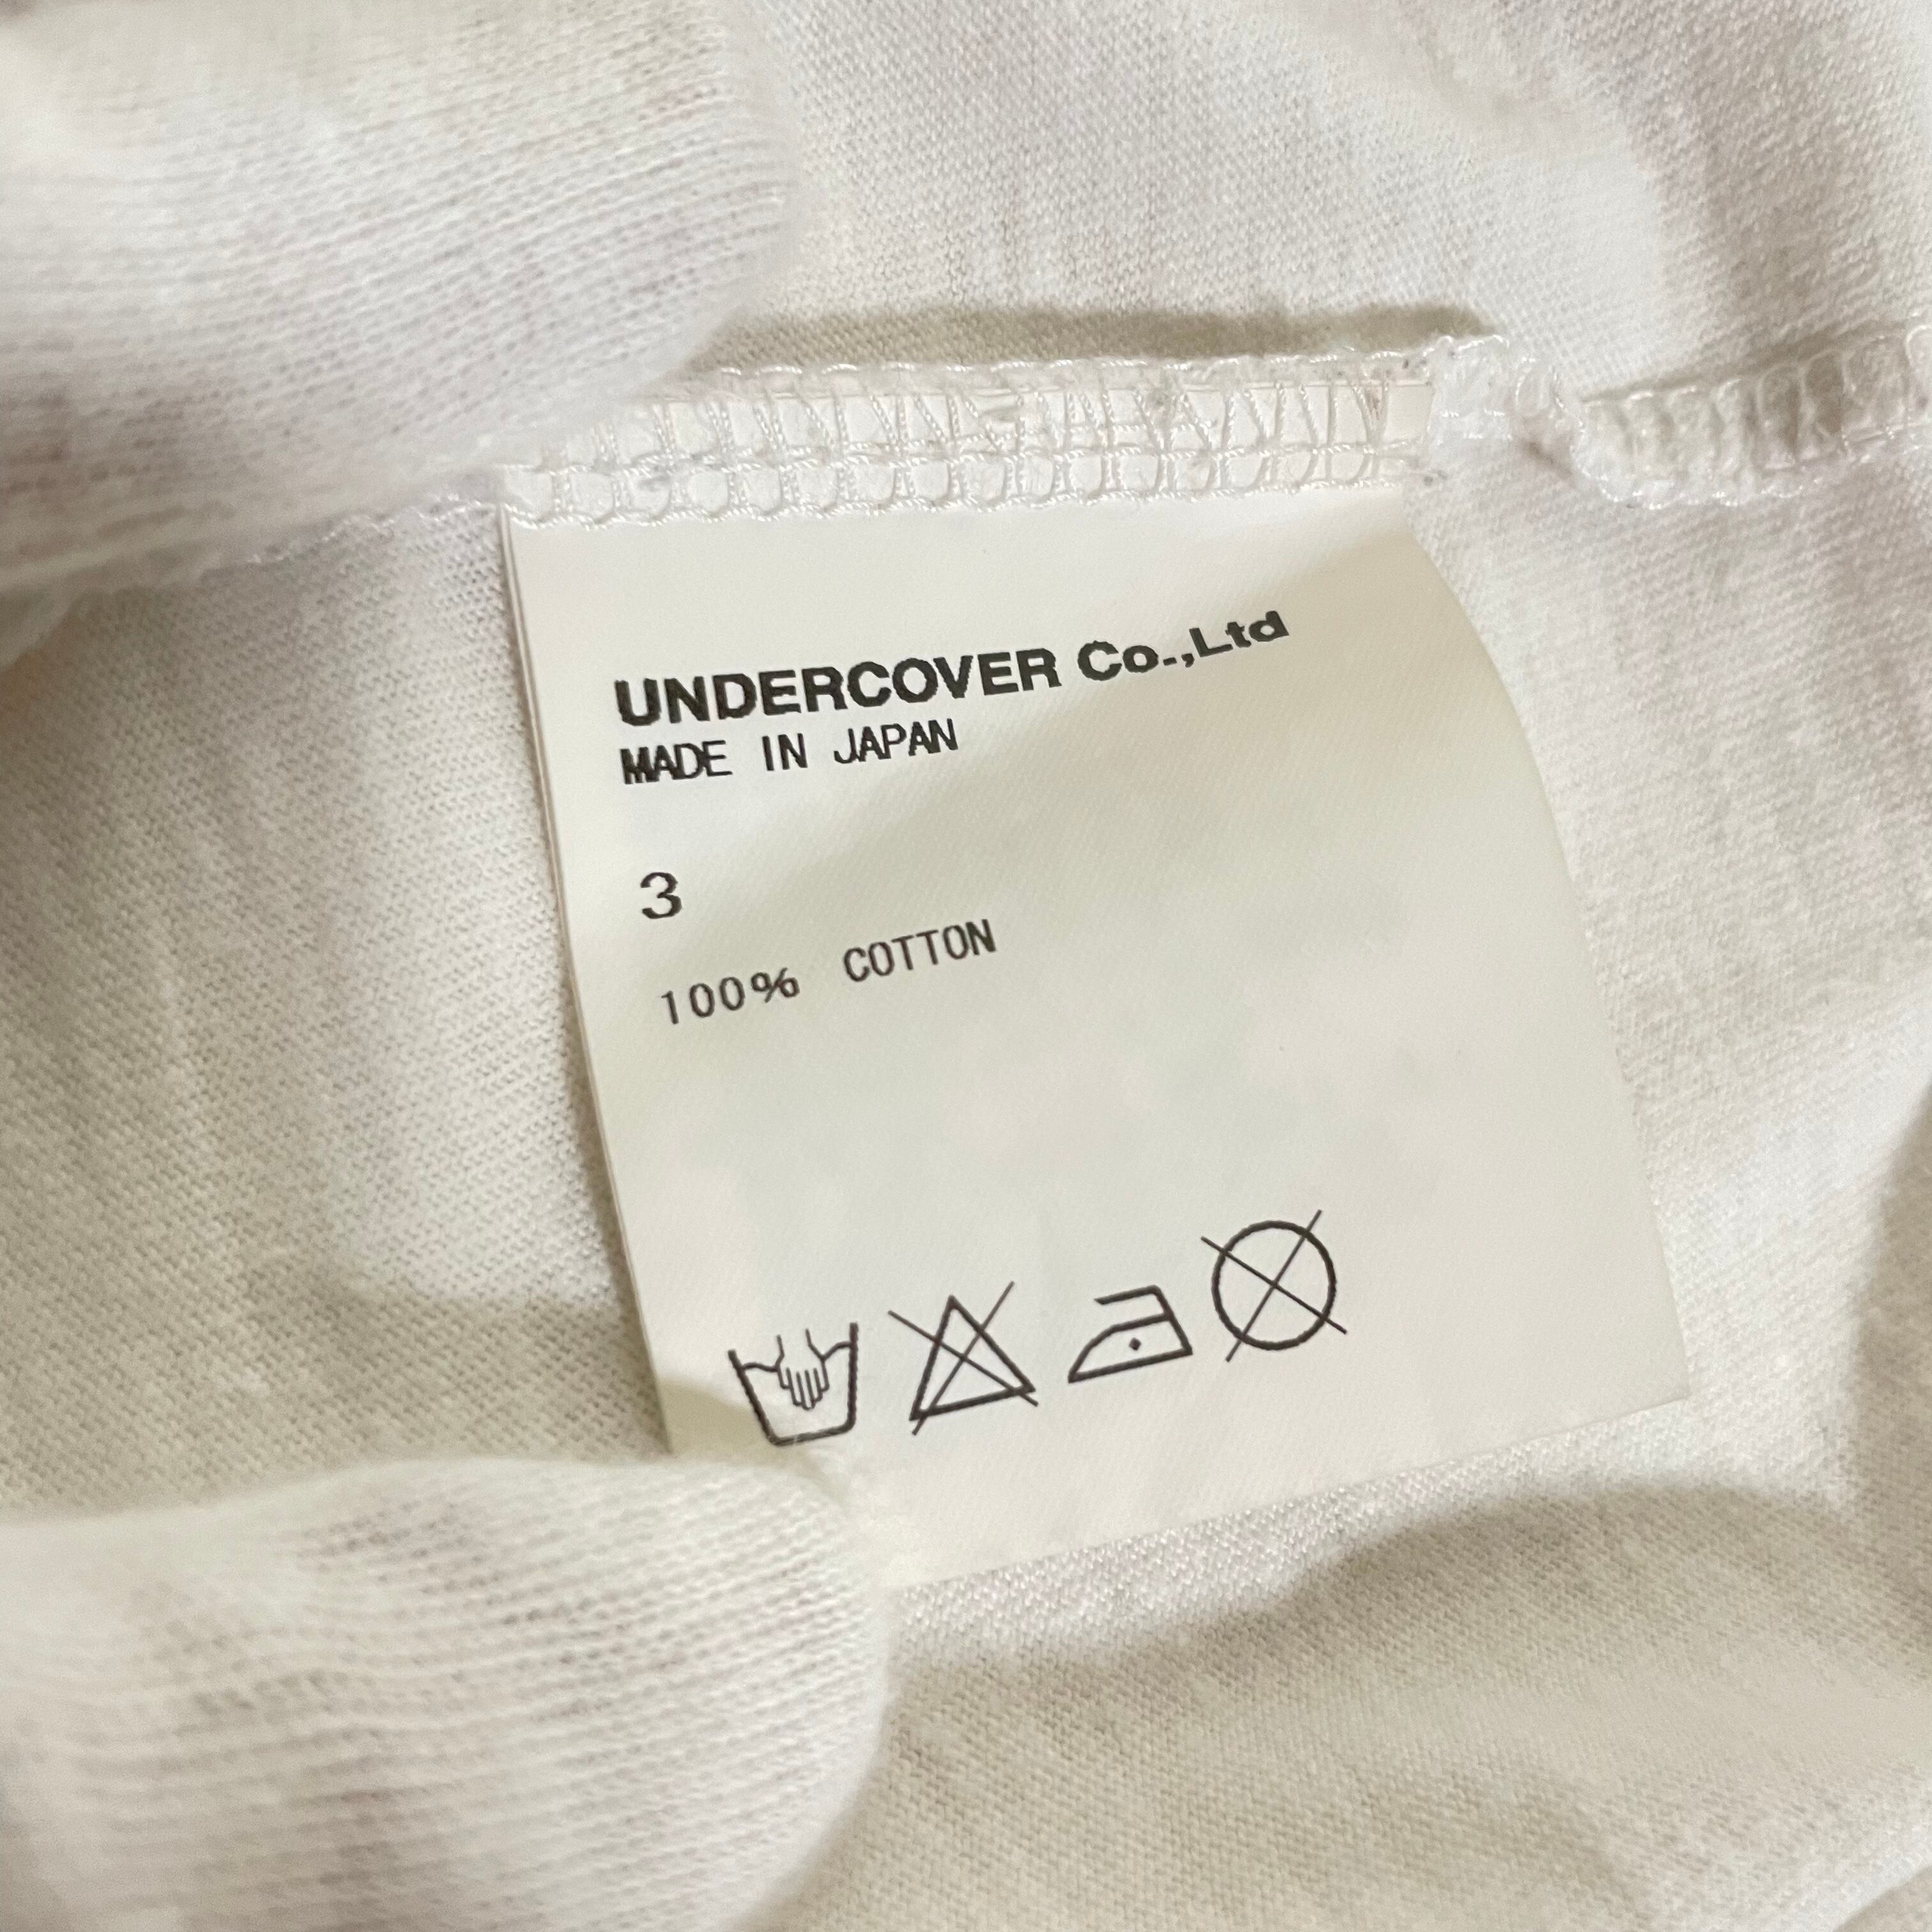 UNDERCOVER Co.,Ltd
MADE IN JAPAN
3
100% COTTON